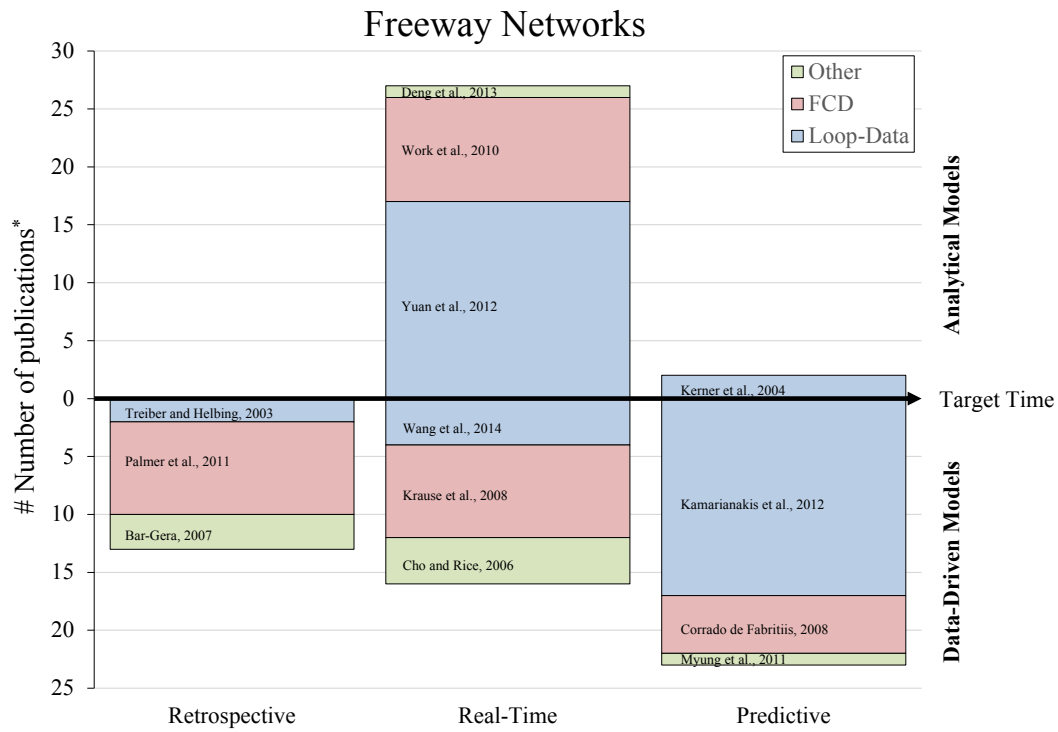 Freeway Networks
30
25
20
15
10
5
0
5
10
15
20
25
# Number of publications*
Other
FCD
Loop-Data
Deng et al., 2013
Work et al., 2010
Yuan et al., 2012
Kerner et al., 2004
Treiber and Helbing, 2003
Palmer et al., 2011
Bar-Gera, 2007
Wang et al., 2014
Krause et al., 2008
Cho and Rice, 2006
Kamarianakis et al., 2012
Corrado de Fabritiis, 2008
Myung et al., 2011
Analytical Models
Target Time
Data-Driven Models
Retrospective
Real-Time
Predictive